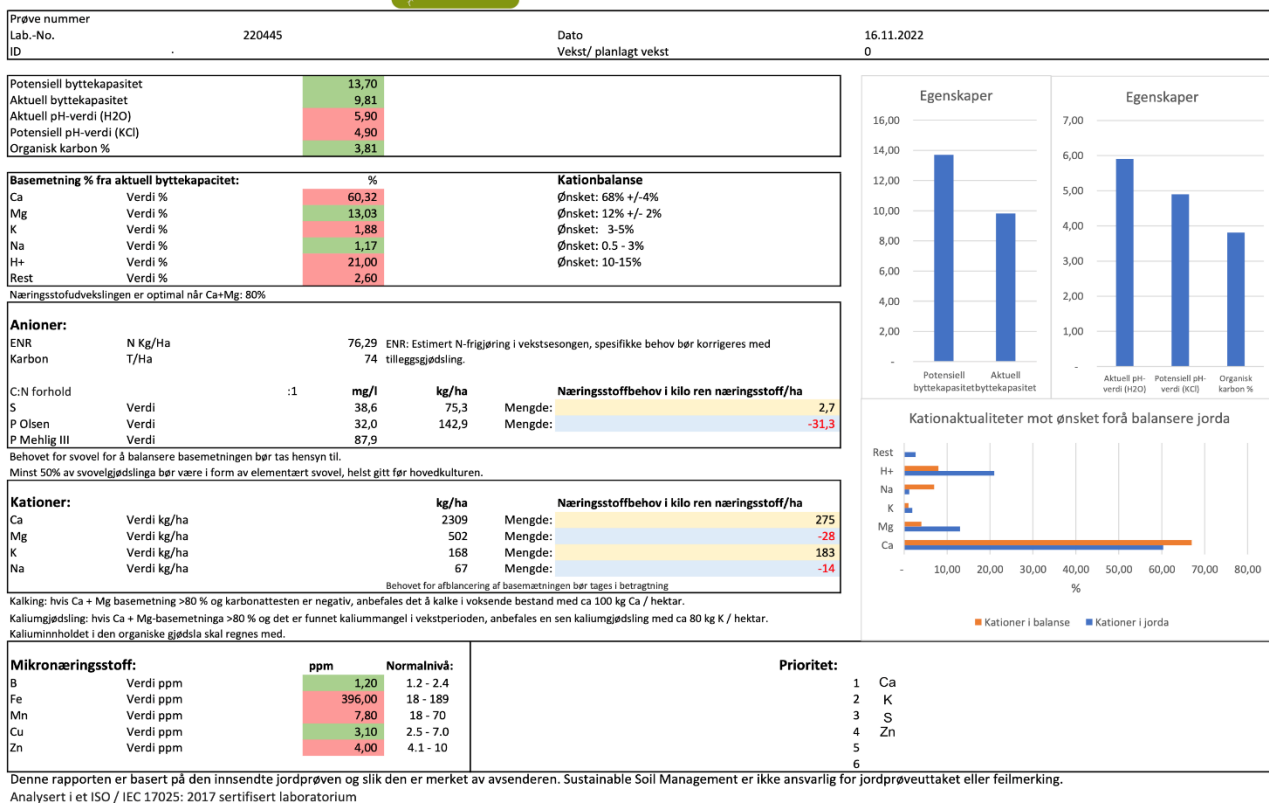 Prøve nummer
Lab.-No. 220445 Dato 16.11.2022
ID . Vekst/ planlagt vekst 0
Potensiell byttekapasitet 13,70
Aktuell byttekapasitet 9,81
Aktuell pH-verdi (H2O) 5,90
Potensiell pH-verdi (KCl) 4,90
Organisk karbon % 3,81
Basemetning % fra aktuell byttekapacitet: % Kationbalanse
Ca Verdi % 60,32 Ønsket: 68% +/-4%
Mg Verdi % 13,03 Ønsket: 12% +/- 2%
K Verdi % 1,88 Ønsket: 3-5%
Na Verdi % 1,17 Ønsket: 0.5 - 3%
H+ Verdi % 21,00 Ønsket: 10-15%
Rest Verdi % 2,60
Næringsstofudvekslingen er optimal når Ca+Mg: 80%
Anioner:
ENR N Kg/Ha 76,29 ENR: Estimert N-frigjøring i vekstsesongen, spesifikke behov bør korrigeres med
Karbon T/Ha 74 tilleggsgjødsling.
C:N forhold :1 mg/l kg/ha Næringsstoffbehov i kilo ren næringsstoff/ha
S Verdi 38,6 75,3 Mengde: 2,7
P Olsen Verdi 32,0 142,9 Mengde: -31,3
P Mehlig III Verdi 87,9
Behovet for svovel for å balansere basemetningen bør tas hensyn til.
Minst 50% av svovelgjødslinga bør være i form av elementært svovel, helst gitt før hovedkulturen.
Kationer: kg/ha Næringsstoffbehov i kilo ren næringsstoff/ha
Ca Verdi kg/ha 2309 Mengde: 275
Mg Verdi kg/ha 502 Mengde: -28
K Verdi kg/ha 168 Mengde: 183
Na Verdi kg/ha 67 Mengde: -14
Behovet for afblancering af basemætningen bør tages i betragtning
Kalking: hvis Ca + Mg basemetning >80 % og karbonattesten er negativ, anbefales det å kalke i voksende bestand med ca 100 kg Ca / hektar.
Kaliumgjødsling: hvis Ca + Mg-basemetninga >80 % og det er funnet kaliummangel i vekstperioden, anbefales en sen kaliumgjødsling med ca 80 kg K / hektar.
Kaliuminnholdet i den organiske gjødsla skal regnes med.
Egenskaper
16,00
14,00
12,00
10,00
8,00
6,00
4,00
2,00
-
Potensiell Aktuell
byttekapasitet byttekapasitet
Egenskaper
7,00
6,00
5,00
4,00
3,00
2,00
1,00
-
Aktuell pH- Potensiell pH- Organisk
verdi (H2O) verdi (KCl) karbon %
Kationaktualiteter mot ønsket forå balansere jorda
Rest
H+
Na
K
Mg
Ca
- 10,00 20,00 30,00 40,00 50,00 60,00 70,00 80,00
%
Kationer i balanse Kationer i jorda
Mikronæringsstoff: ppm Normalnivå:
B Verdi ppm 1,20 1.2 - 2.4
Fe Verdi ppm 396,00 18 - 189
Mn Verdi ppm 7,80 18 - 70
Cu Verdi ppm 3,10 2.5 - 7.0
Zn Verdi ppm 4,00 4.1 - 10
Prioritet:
1 Ca
2 K
3 S
4 Zn
5
6
Denne rapporten er basert på den innsendte jordprøven og slik den er merket av avsenderen. Sustainable Soil Management er ikke ansvarlig for jordprøveuttaket eller feilmerking.
Analysert i et ISO / IEC 17025: 2017 sertifisert laboratorium